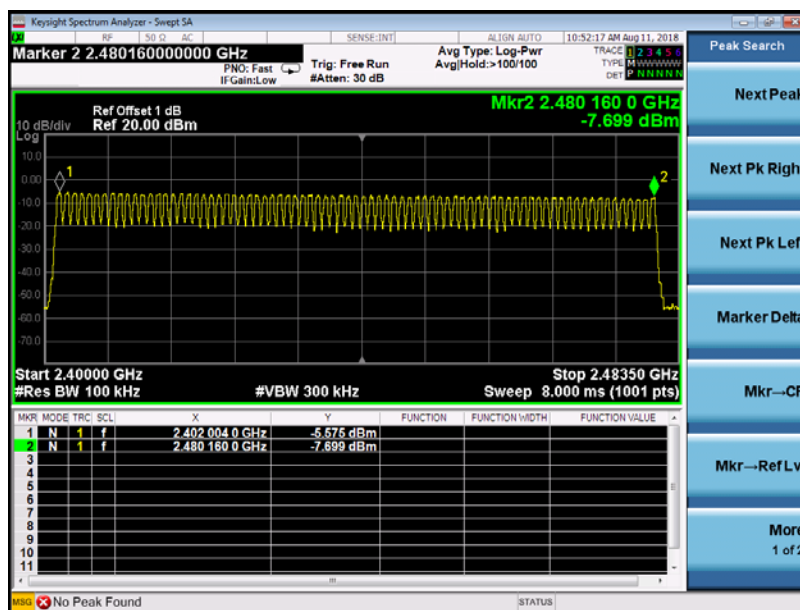 Keysight Spectrum Analyzer - Swept SA
LXI RF 50 Ω AC SENSE:INT ALIGN AUTO 10:52:17 AM Aug 11, 2018
Marker 2 2.480160000000 GHz
PNO: Fast
IFGain:Low
Trig: Free Run
#Atten: 30 dB
Avg Type: Log-Pwr
Avg|Hold:>100/100
TRACE 1 2 3 4 5 6
TYPE M
DET P N N N N N
Mkr2 2.480 160 0 GHz
-7.699 dBm
Ref Offset 1 dB
10 dB/div Ref 20.00 dBm
Log
10.0
0.00
-10.0
-20.0
-30.0
-40.0
-50.0
-60.0
-70.0
1
2
Start 2.40000 GHz Stop 2.48350 GHz
#Res BW 100 kHz #VBW 300 kHz Sweep 8.000 ms (1001 pts)
MKR MODE TRC SCL X Y FUNCTION FUNCTION WIDTH FUNCTION VALUE
1 N 1 f 2.402 004 0 GHz -5.575 dBm
2 N 1 f 2.480 160 0 GHz -7.699 dBm
3
4
5
6
7
8
9
10
11
MSG No Peak Found STATUS
Peak Search
Next Peak
Next Pk Righ
Next Pk Lef
Marker Delta
Mkr→CF
Mkr→Ref Lv
More
1 of 2